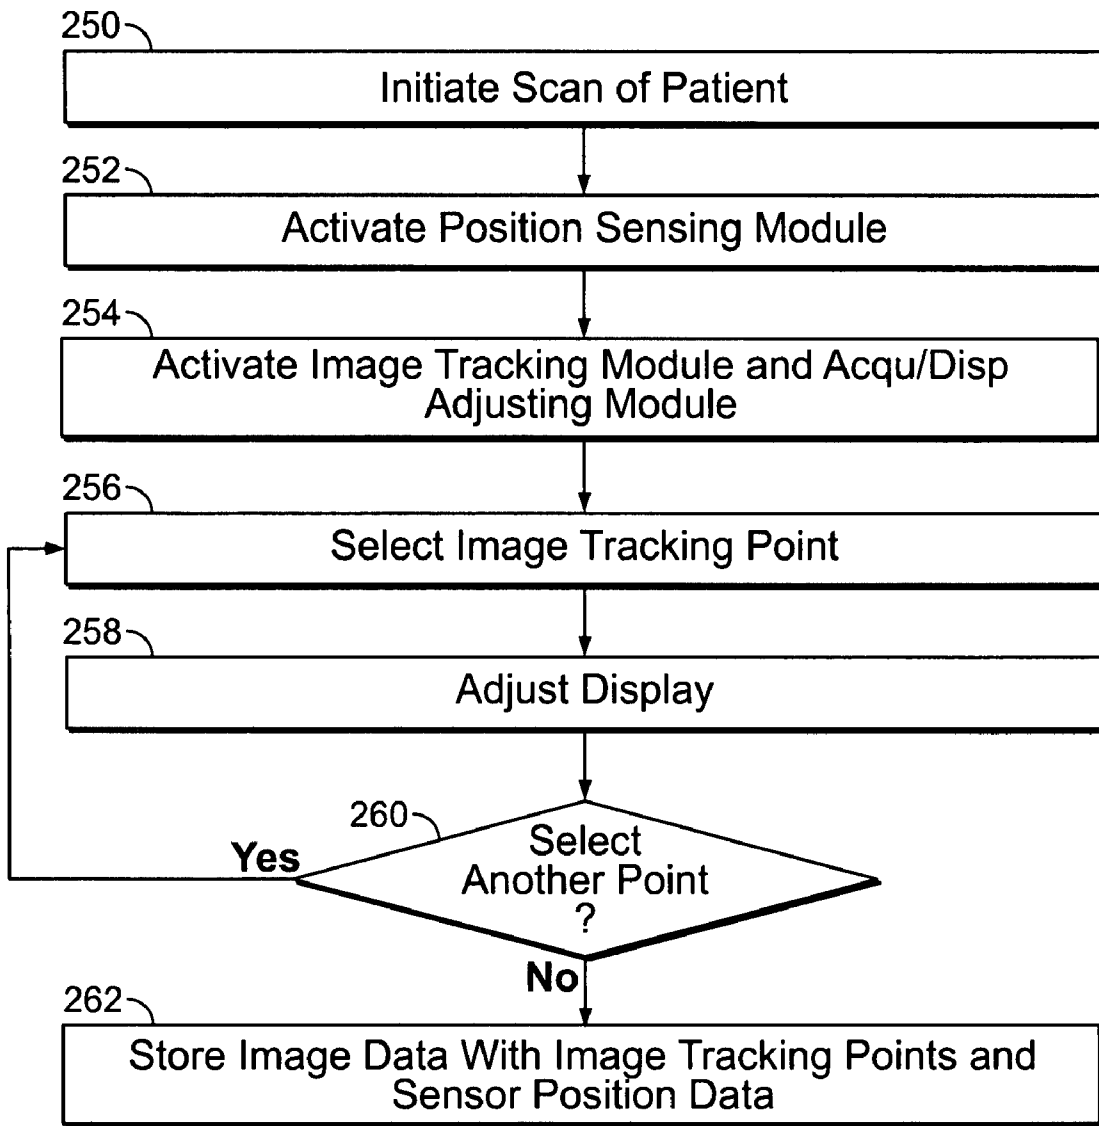 250
Initiate Scan of Patient
252
Activate Position Sensing Module
254
Activate Image Tracking Module and Acqu/Disp
Adjusting Module
256
Select Image Tracking Point
258
Adjust Display
260
Select
Another Point
?
Yes
No
262
Store Image Data With Image Tracking Points and
Sensor Position Data